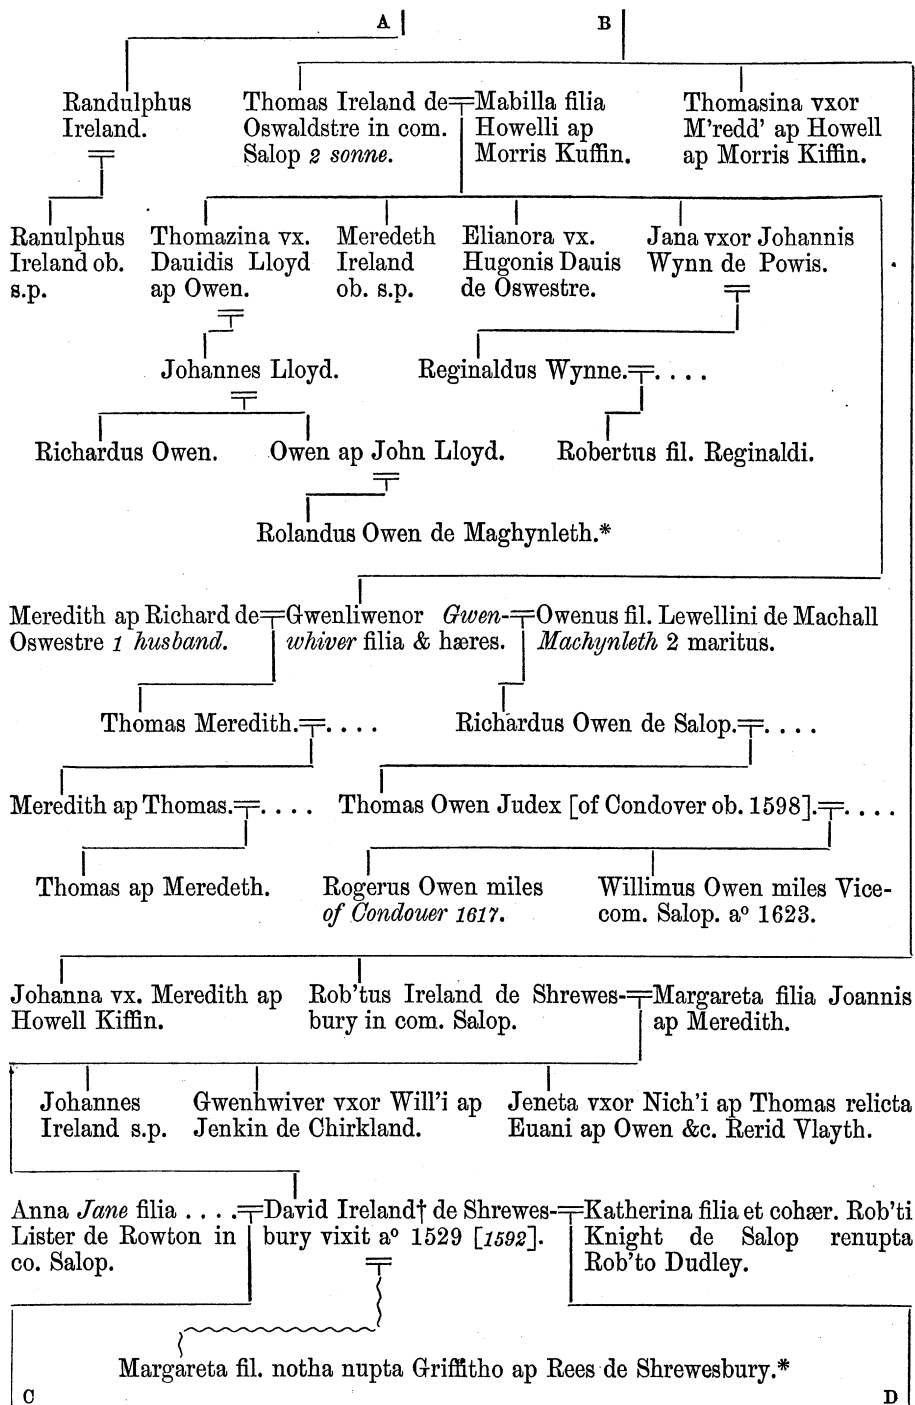 A B
Randulphus Ireland.
Thomas Ireland de
Oswaldstre in com.
Salop 2 sonne.
Mabilla filia
Howelli ap
Morris Kuffin.
Thomasina vxor
M'redd' ap Howell
ap Morris Kiffin.
Ranulphus
Ireland ob.
s.p.
Thomazina vx.
Dauidis Lloyd
ap Owen.
Meredeth
Ireland
ob. s.p.
Elianora vx.
Hugonis Dauis
de Oswestre.
Jana vxor Johannis
Wynn de Powis.
Johannes Lloyd.
Reginaldus Wynne. . . . .
Richardus Owen.
Owen ap John Lloyd.
Robertus fil. Reginaldi.
Rolandus Owen de Maghynleth.*
Meredith ap Richard de
Oswestre 1 husband.
Gwenliwenor Gwen-
whiver filia & hæres.
Owenus fil. Lewellini de Machall
Machynleth 2 maritus.
Thomas Meredith. . . . .
Richardus Owen de Salop. . . . .
Meredith ap Thomas. . . . .
Thomas Owen Judex [of Condover ob. 1598]. . . . .
Thomas ap Meredeth.
Rogerus Owen miles
of Condouer 1617.
Willimus Owen miles Vice-
com. Salop. aº 1623.
Johanna vx. Meredith ap
Howell Kiffin.
Rob'tus Ireland de Shrewes-
bury in com. Salop.
Margareta filia Joannis
ap Meredith.
Johannes
Ireland s.p.
Gwenhwiver vxor Will'i ap
Jenkin de Chirkland.
Jeneta vxor Nich'i ap Thomas relicta
Euani ap Owen &c. Rerid Vlayth.
Anna Jane filia . . . .
Lister de Rowton in
co. Salop.
David Ireland† de Shrewes-
bury vixit aº 1529 [1592].
Katherina filia et cohær. Rob'ti
Knight de Salop renupta
Rob'to Dudley.
Margareta fil. notha nupta Griffitho ap Rees de Shrewesbury.*
C D